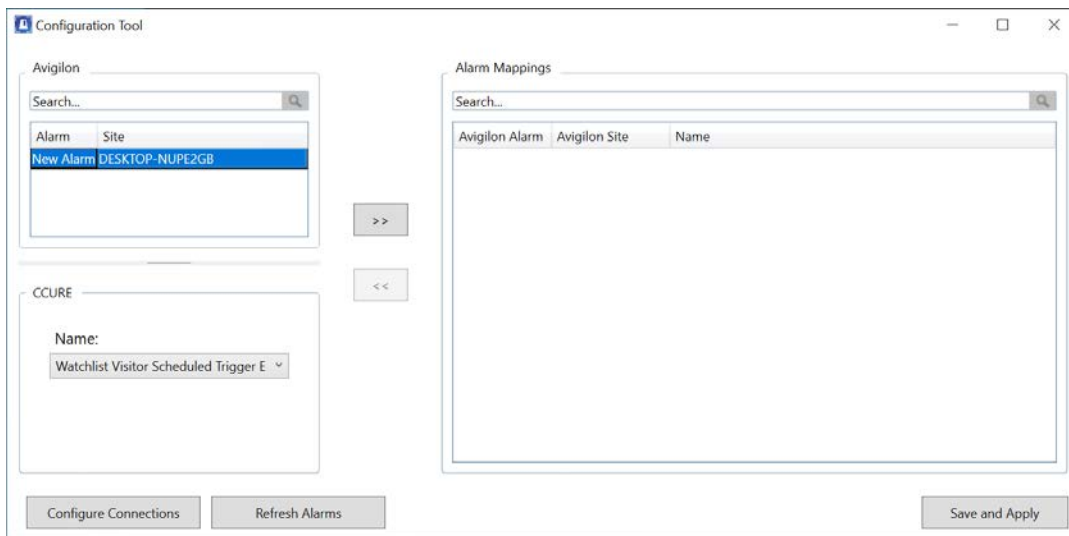 Configuration Tool
Avigilon
Search...
Alarm Site
New Alarm DESKTOP-NUPE2GB
>>
<<
CCURE
Name:
Watchlist Visitor Scheduled Trigger E
Alarm Mappings
Search...
Avigilon Alarm Avigilon Site Name
Configure Connections
Refresh Alarms
Save and Apply